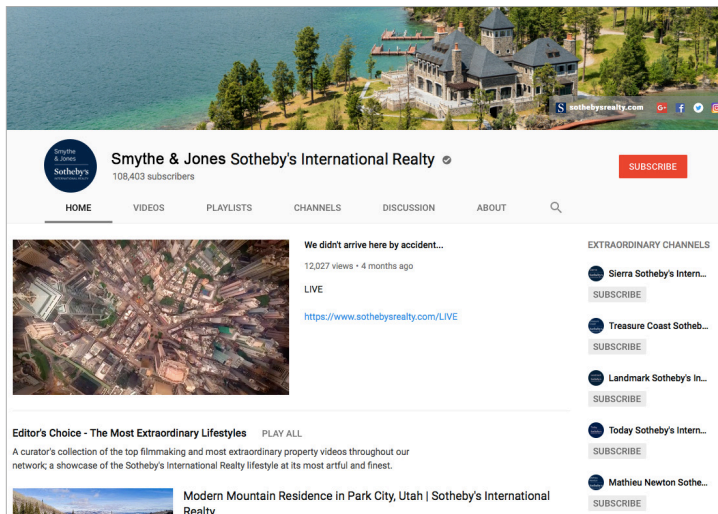 sothebysrealty.com
Smythe
& Jones
Sotheby's
INTERNATIONAL REALTY
Smythe & Jones Sotheby's International Realty
108,403 subscribers
SUBSCRIBE
HOME VIDEOS PLAYLISTS CHANNELS DISCUSSION ABOUT
We didn't arrive here by accident...
12,027 views • 4 months ago
LIVE
https://www.sothebysrealty.com/LIVE
EXTRAORDINARY CHANNELS
Sierra Sotheby's Intern...
SUBSCRIBE
Treasure Coast Sotheb...
SUBSCRIBE
Landmark Sotheby's In...
SUBSCRIBE
Today Sotheby's Intern...
SUBSCRIBE
Mathieu Newton Sothe...
SUBSCRIBE
Editor's Choice - The Most Extraordinary Lifestyles PLAY ALL
A curator's collection of the top filmmaking and most extraordinary property videos throughout our
network; a showcase of the Sotheby's International Realty lifestyle at its most artful and finest.
Modern Mountain Residence in Park City, Utah | Sotheby's International
Realty